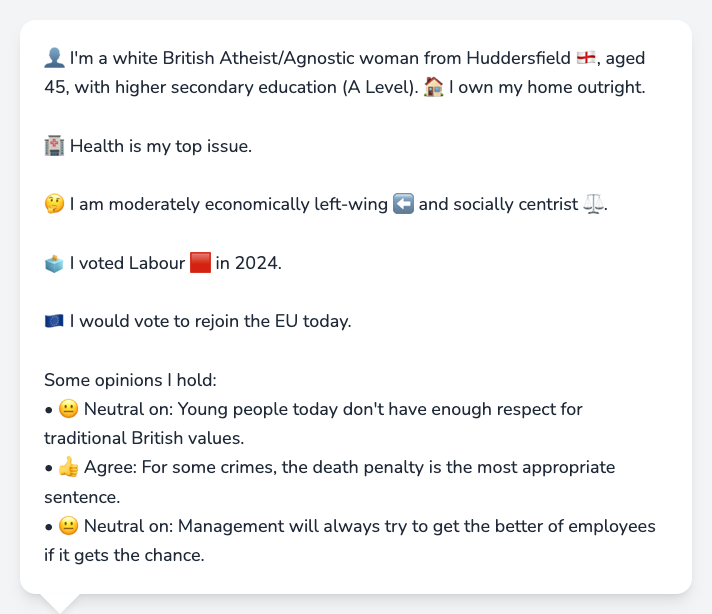 👤 I'm a white British Atheist/Agnostic woman from Huddersfield 🏴󠁧󠁢󠁥󠁮󠁧󠁿, aged
45, with higher secondary education (A Level). 🏠 I own my home outright.
🏥 Health is my top issue.
🤔 I am moderately economically left-wing ⬅️ and socially centrist ⚖️.
🗳️ I voted Labour 🟥 in 2024.
🇪🇺 I would vote to rejoin the EU today.
Some opinions I hold:
• 😐 Neutral on: Young people today don't have enough respect for
traditional British values.
• 👍 Agree: For some crimes, the death penalty is the most appropriate
sentence.
• 😐 Neutral on: Management will always try to get the better of employees
if it gets the chance.